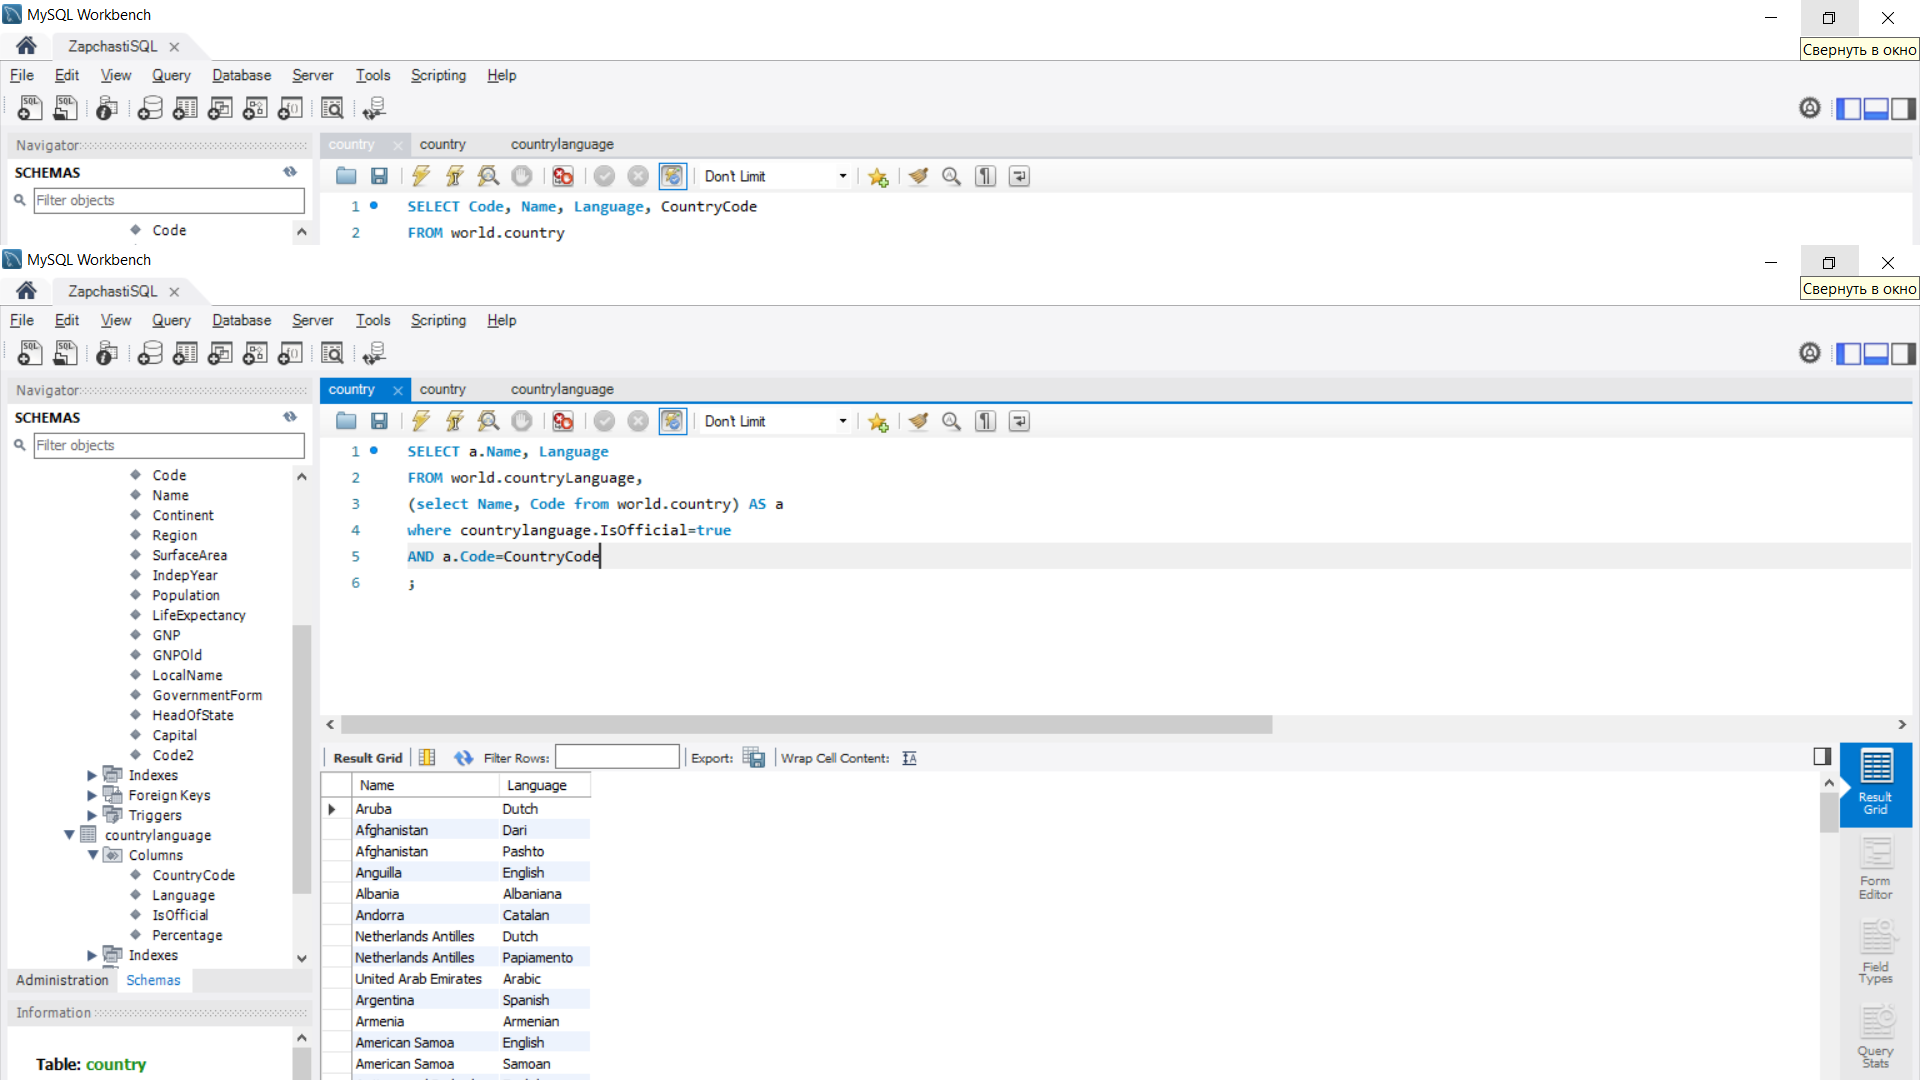 MySQL Workbench
ZapchastiSQL
Свернуть в окно
File Edit View Query Database Server Tools Scripting Help
SQL SQL
Navigator
country country countrylanguage
SCHEMAS
Don't Limit
Filter objects
1 SELECT Code, Name, Language, CountryCode
Code
2 FROM world.country
MySQL Workbench
ZapchastiSQL
Свернуть в окно
File Edit View Query Database Server Tools Scripting Help
SQL SQL
Navigator
country country countrylanguage
SCHEMAS
Don't Limit
Filter objects
1 SELECT a.Name, Language
2 FROM world.countryLanguage,
3 (select Name, Code from world.country) AS a
4 where countrylanguage.IsOfficial=true
5 AND a.Code=CountryCode
6 ;
Code
Name
Continent
Region
SurfaceArea
IndepYear
Population
LifeExpectancy
GNP
GNPOld
LocalName
GovernmentForm
HeadOfState
Capital
Code2
Indexes
Foreign Keys
Triggers
countrylanguage
Columns
CountryCode
Language
IsOfficial
Percentage
Indexes
Administration Schemas
Information
Table: country
Result Grid Filter Rows: Export: Wrap Cell Content:
Name Language
Aruba Dutch
Afghanistan Dari
Afghanistan Pashto
Anguilla English
Albania Albaniana
Andorra Catalan
Netherlands Antilles Dutch
Netherlands Antilles Papiamento
United Arab Emirates Arabic
Argentina Spanish
Armenia Armenian
American Samoa English
American Samoa Samoan
Result
Grid
Form
Editor
Field
Types
Query
Stats